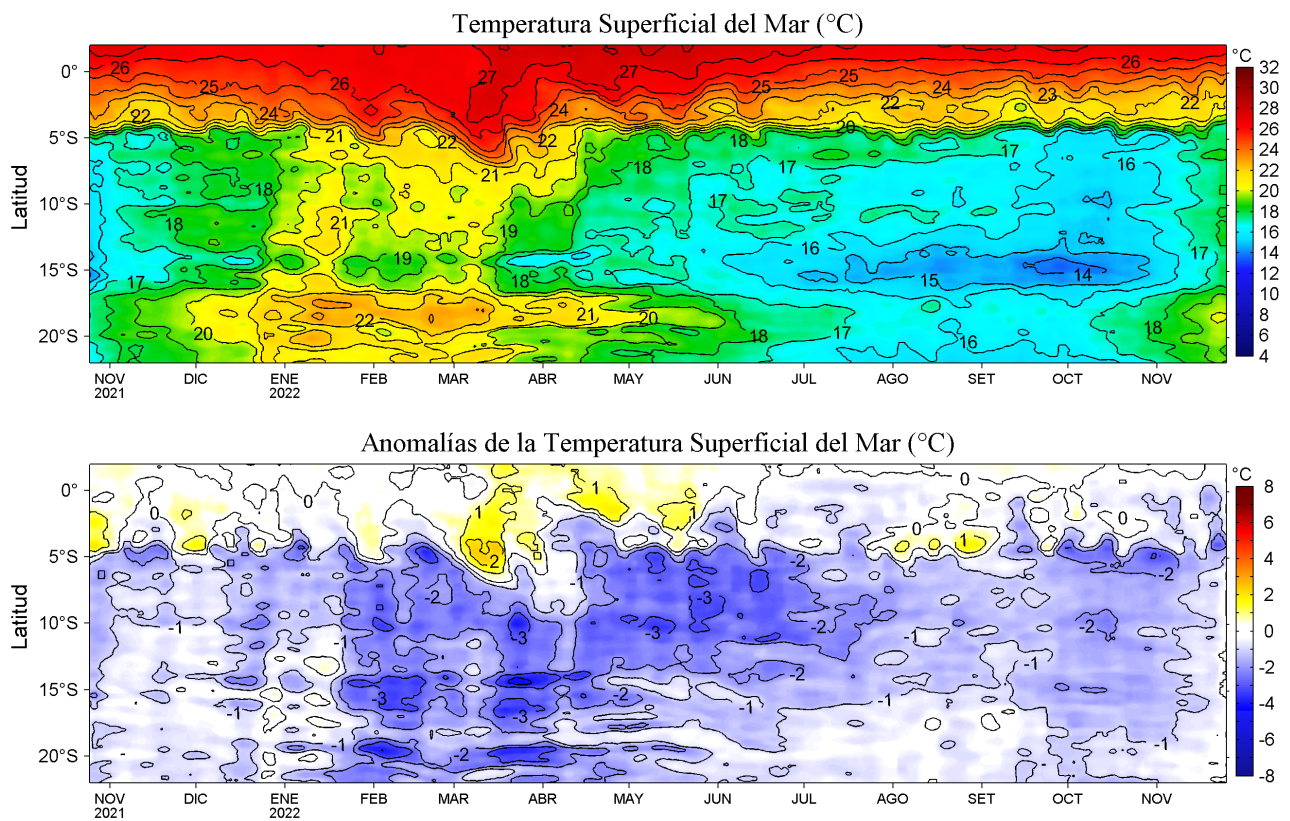 Temperatura Superficial del Mar (°C)
°C
32
30
28
26
24
22
20
18
16
14
12
10
8
6
4
Latitud
0°
5°S
10°S
15°S
20°S
26 25 22 24 26 27 27 24 22 25 25 24 23 22 26
21 22 22 21 20 18 17 16
18 18 21 19 18 18 17 17 16 17
17 19 18 16 15 14
20 22 21 20 18 17 16 18
NOV DIC ENE FEB MAR ABR MAY JUN JUL AGO SET OCT NOV
2021 2022
Anomalías de la Temperatura Superficial del Mar (°C)
°C
8
6
4
2
0
-2
-4
-6
-8
Latitud
0°
5°S
10°S
15°S
20°S
0 0 1 1 1 0 0 0
2 -1 -2 1 -2
-2 -3 -3 -3 -2 -2
-1 -1 -1 -1
-3 -3 -2 -2 -1 -1
-1 -1 -2 -1
NOV DIC ENE FEB MAR ABR MAY JUN JUL AGO SET OCT NOV
2021 2022